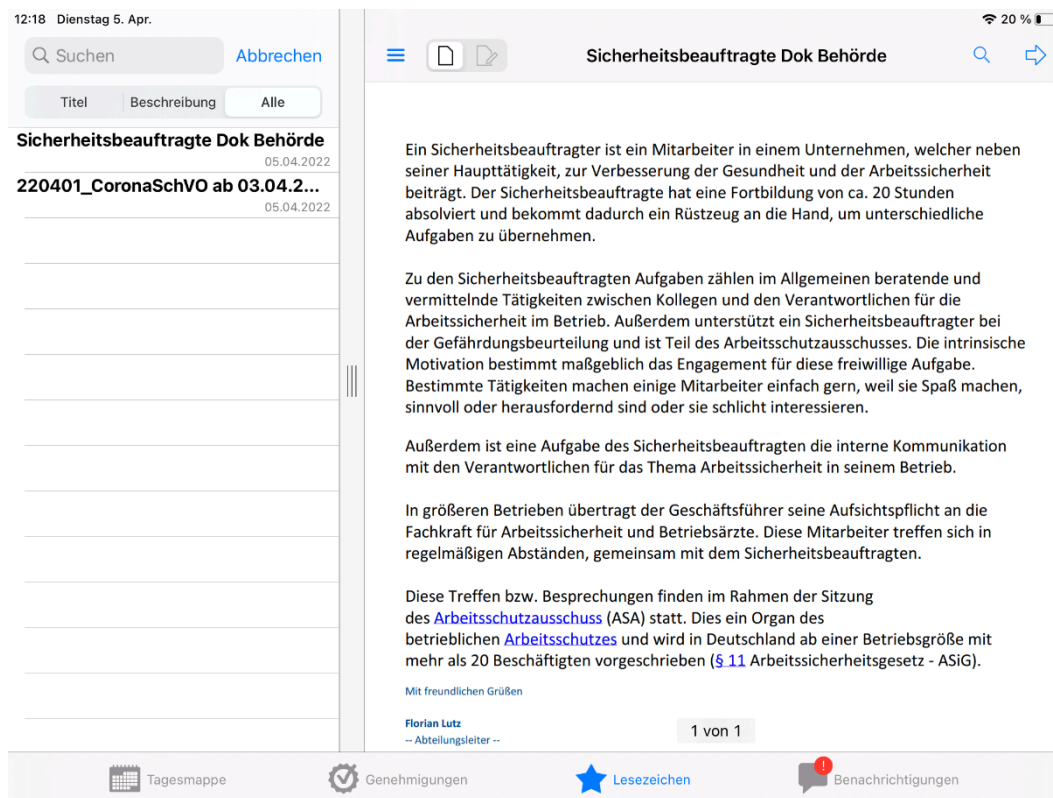 12:18 Dienstag 5. Apr.
20 %
Suchen
Abbrechen
Titel
Beschreibung
Alle
Sicherheitsbeauftragte Dok Behörde
05.04.2022
220401_CoronaSchVO ab 03.04.2...
05.04.2022
Sicherheitsbeauftragte Dok Behörde
Ein Sicherheitsbeauftragter ist ein Mitarbeiter in einem Unternehmen, welcher neben
seiner Haupttätigkeit, zur Verbesserung der Gesundheit und der Arbeitssicherheit
beiträgt. Der Sicherheitsbeauftragte hat eine Fortbildung von ca. 20 Stunden
absolviert und bekommt dadurch ein Rüstzeug an die Hand, um unterschiedliche
Aufgaben zu übernehmen.
Zu den Sicherheitsbeauftragten Aufgaben zählen im Allgemeinen beratende und
vermittelnde Tätigkeiten zwischen Kollegen und den Verantwortlichen für die
Arbeitssicherheit im Betrieb. Außerdem unterstützt ein Sicherheitsbeauftragter bei
der Gefährdungsbeurteilung und ist Teil des Arbeitsschutzausschusses. Die intrinsische
Motivation bestimmt maßgeblich das Engagement für diese freiwillige Aufgabe.
Bestimmte Tätigkeiten machen einige Mitarbeiter einfach gern, weil sie Spaß machen,
sinnvoll oder herausfordernd sind oder sie schlicht interessieren.
Außerdem ist eine Aufgabe des Sicherheitsbeauftragten die interne Kommunikation
mit den Verantwortlichen für das Thema Arbeitssicherheit in seinem Betrieb.
In größeren Betrieben übertragt der Geschäftsführer seine Aufsichtspflicht an die
Fachkraft für Arbeitssicherheit und Betriebsärzte. Diese Mitarbeiter treffen sich in
regelmäßigen Abständen, gemeinsam mit dem Sicherheitsbeauftragten.
Diese Treffen bzw. Besprechungen finden im Rahmen der Sitzung
des Arbeitsschutzausschuss (ASA) statt. Dies ein Organ des
betrieblichen Arbeitsschutzes und wird in Deutschland ab einer Betriebsgröße mit
mehr als 20 Beschäftigten vorgeschrieben (§ 11 Arbeitssicherheitsgesetz - ASiG).
Mit freundlichen Grüßen
Florian Lutz
-- Abteilungsleiter --
1 von 1
Tagesmappe
Genehmigungen
Lesezeichen
!
Benachrichtigungen